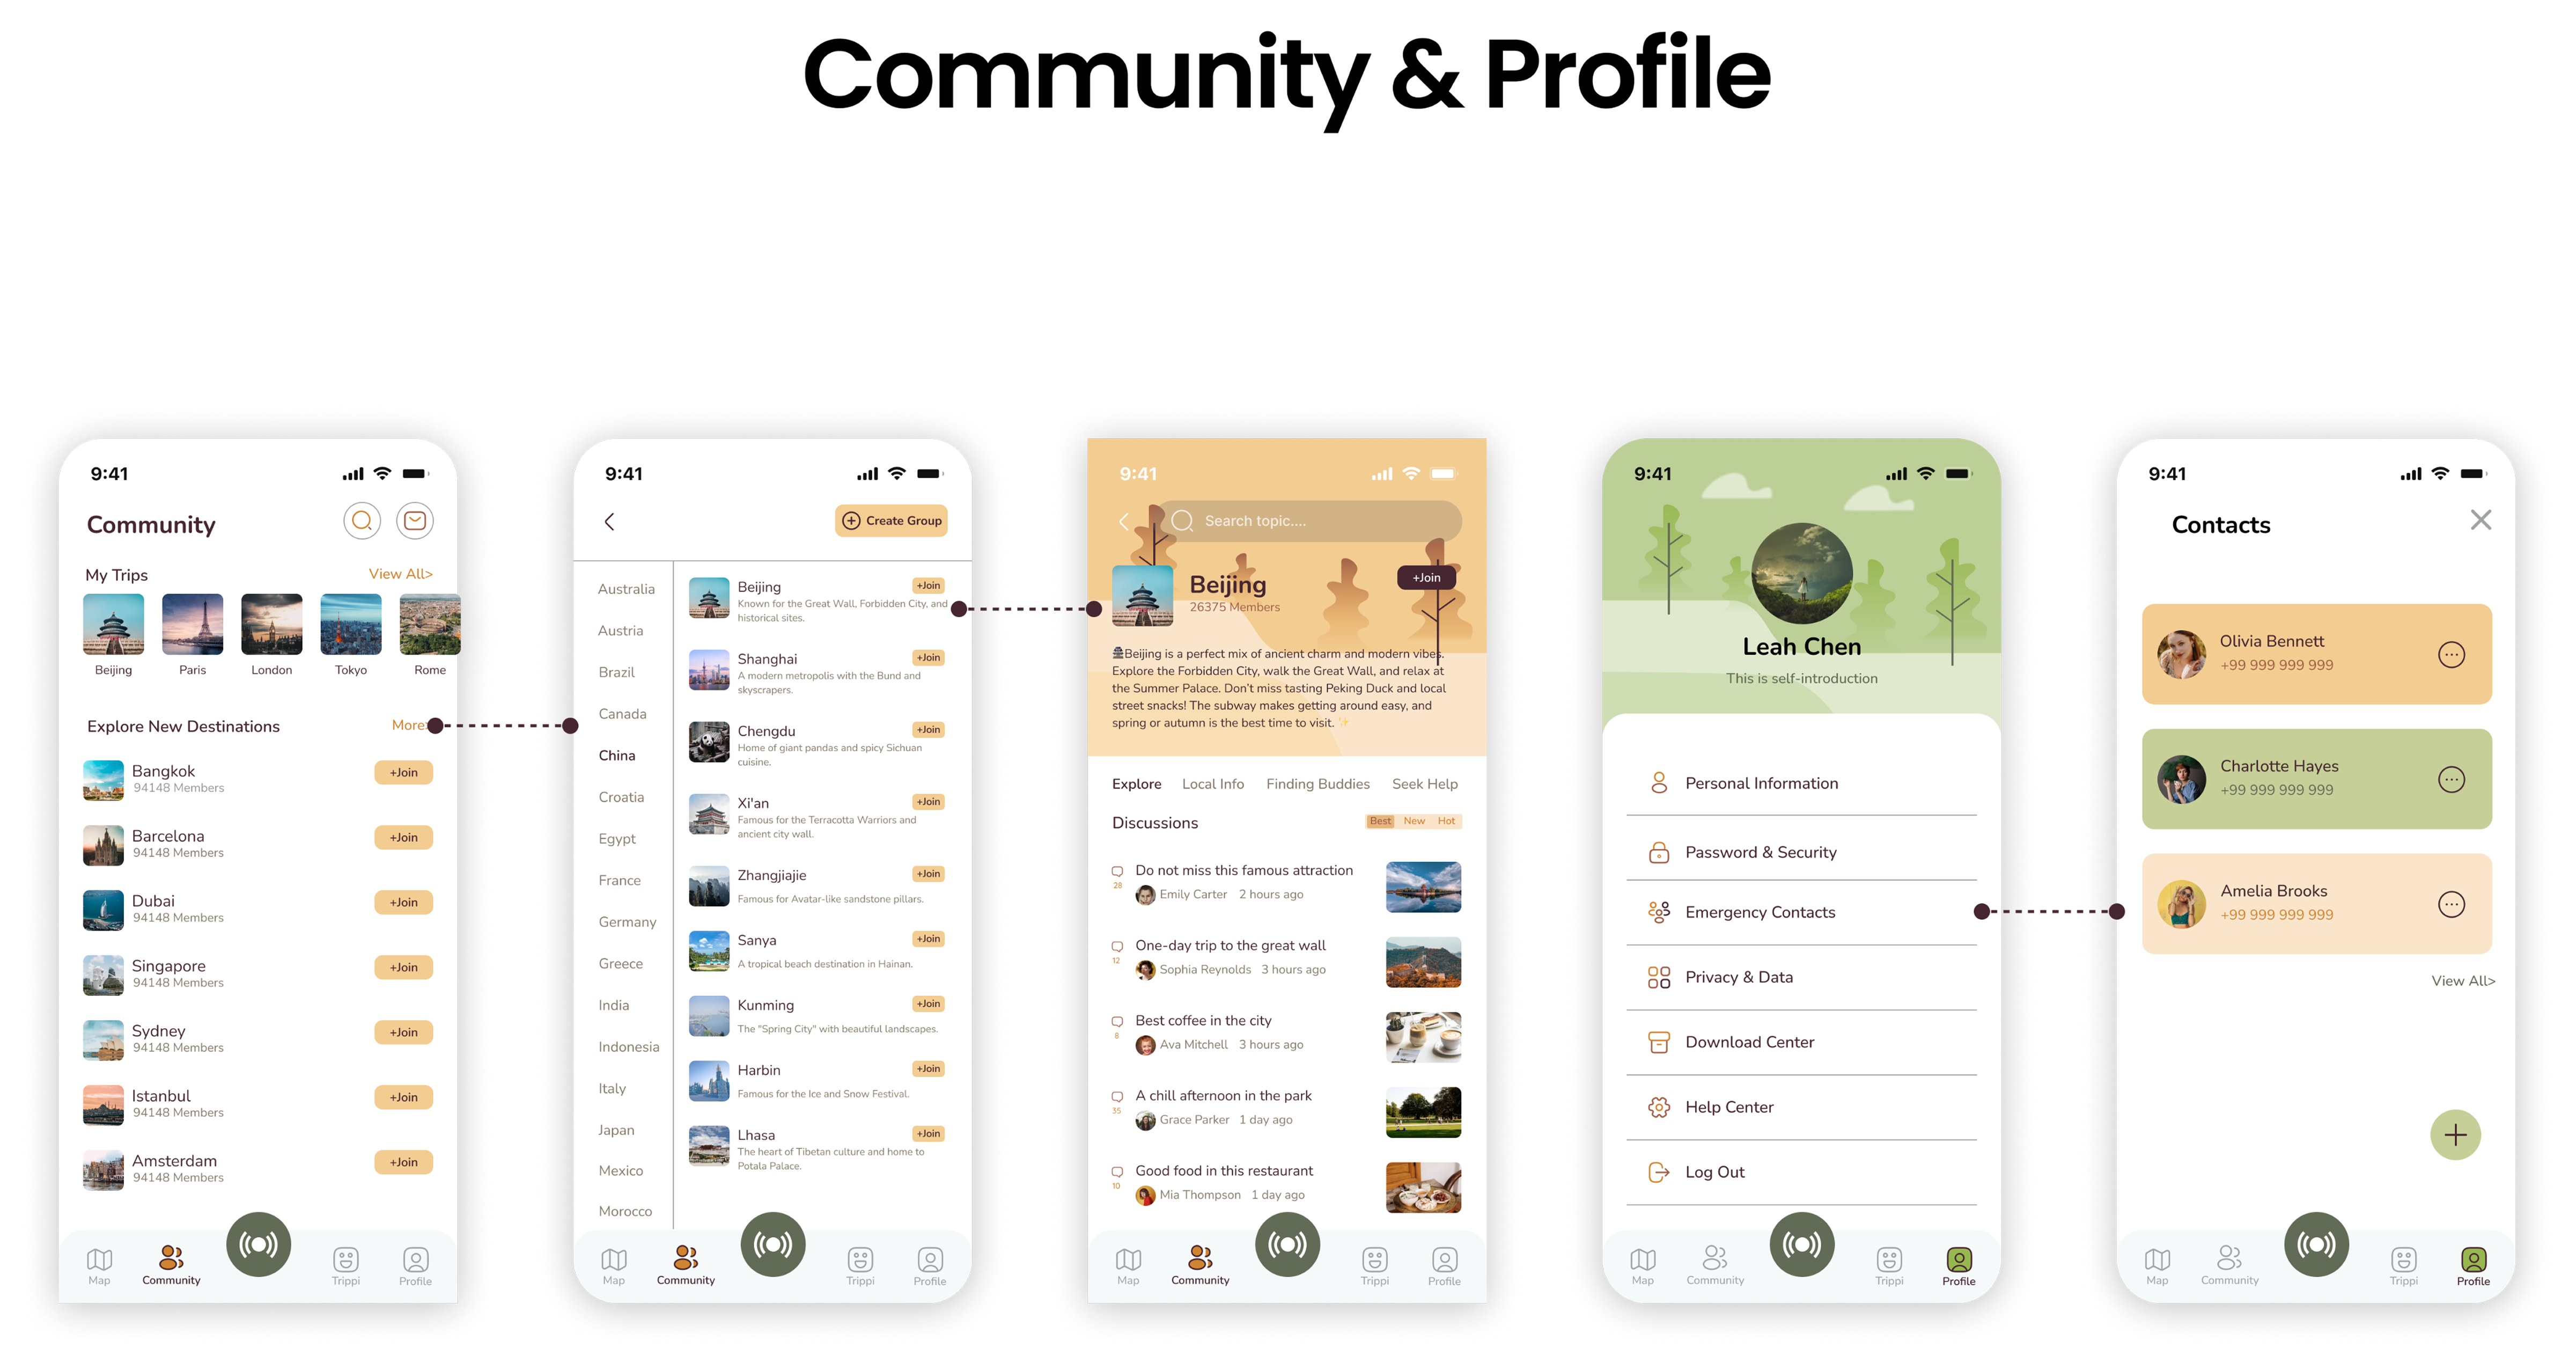 Community & Profile
9:41
Community
My Trips
View All>
Beijing
Paris
London
Tokyo
Rome
Explore New Destinations
More
Bangkok
94148 Members
+Join
Barcelona
94148 Members
+Join
Dubai
94148 Members
+Join
Singapore
94148 Members
+Join
Sydney
94148 Members
+Join
Istanbul
94148 Members
+Join
Amsterdam
94148 Members
+Join
Map
Community
Trippi
Profile
9:41
Create Group
Australia
Austria
Brazil
Canada
China
Croatia
Egypt
France
Germany
Greece
India
Indonesia
Italy
Japan
Mexico
Morocco
Beijing
+Join
Known for the Great Wall, Forbidden City, and
historical sites.
Shanghai
+Join
A modern metropolis with the Bund and
skyscrapers.
Chengdu
+Join
Home of giant pandas and spicy Sichuan
cuisine.
Xi'an
+Join
Famous for the Terracotta Warriors and
ancient city wall.
Zhangjiajie
+Join
Famous for Avatar-like sandstone pillars.
Sanya
+Join
A tropical beach destination in Hainan.
Kunming
+Join
The "Spring City" with beautiful landscapes.
Harbin
+Join
Famous for the Ice and Snow Festival.
Lhasa
+Join
The heart of Tibetan culture and home to
Potala Palace.
Map
Community
Trippi
Profile
9:41
Search topic....
Beijing
26375 Members
+Join
🏯Beijing is a perfect mix of ancient charm and modern vibes.
Explore the Forbidden City, walk the Great Wall, and relax at
the Summer Palace. Don't miss tasting Peking Duck and local
street snacks! The subway makes getting around easy, and
spring or autumn is the best time to visit. ✨
Explore
Local Info
Finding Buddies
Seek Help
Discussions
Best
New
Hot
28
Do not miss this famous attraction
Emily Carter 2 hours ago
12
One-day trip to the great wall
Sophia Reynolds 3 hours ago
8
Best coffee in the city
Ava Mitchell 3 hours ago
35
A chill afternoon in the park
Grace Parker 1 day ago
10
Good food in this restaurant
Mia Thompson 1 day ago
Map
Community
Trippi
Profile
9:41
Leah Chen
This is self-introduction
Personal Information
Password & Security
Emergency Contacts
Privacy & Data
Download Center
Help Center
Log Out
Map
Community
Trippi
Profile
9:41
Contacts
Olivia Bennett
+99 999 999 999
Charlotte Hayes
+99 999 999 999
Amelia Brooks
+99 999 999 999
View All>
Map
Community
Trippi
Profile